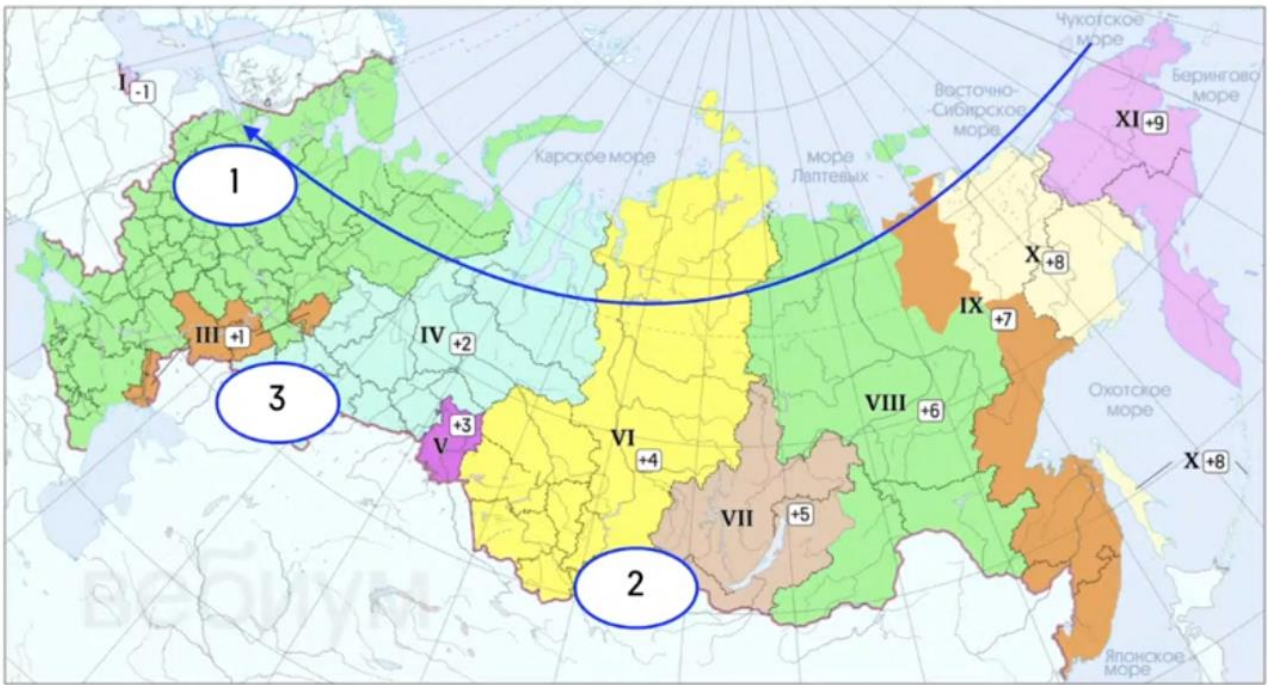 Чукотское
море
I -1
Берингово
море
Восточно-
Сибирское
море
XI +9
Карское море
море
Лаптевых
1
X +8
IX +7
III +1
IV +2
Охотское
море
3
VIII +6
V +3
VI +4
X +8
VII +5
вебиум
2
Японское
море